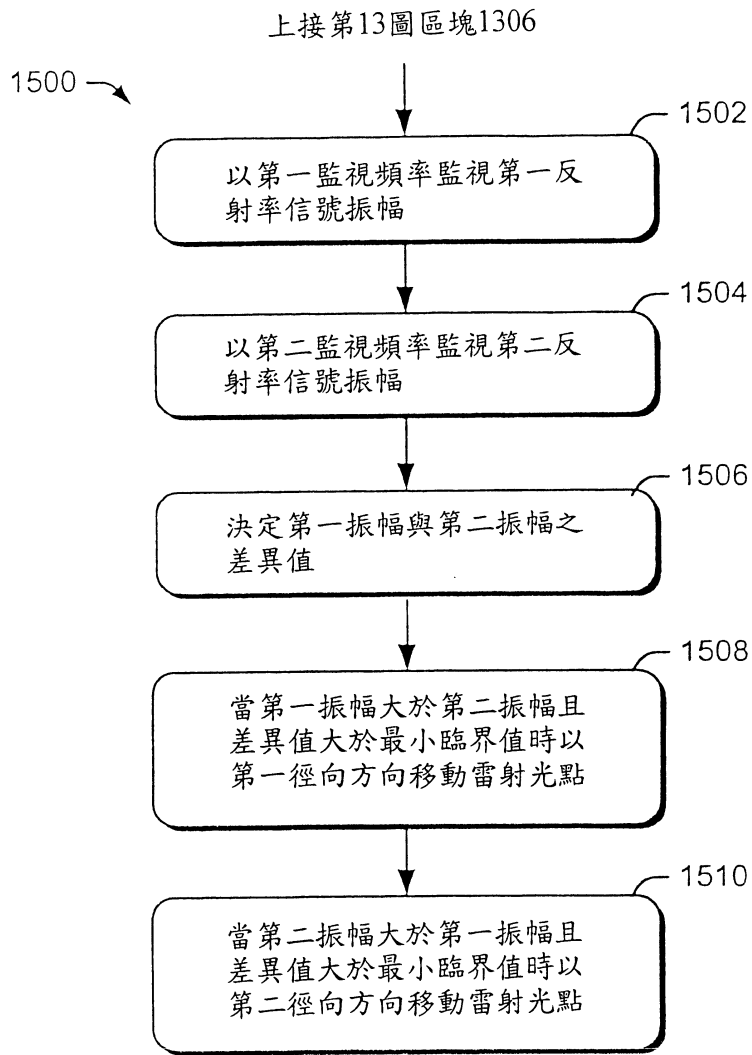 上接第13圖區塊1306
1500
1502
以第一監視頻率監視第一反
射率信號振幅
1504
以第二監視頻率監視第二反
射率信號振幅
1506
決定第一振幅與第二振幅之
差異值
1508
當第一振幅大於第二振幅且
差異值大於最小臨界值時以
第一徑向方向移動雷射光點
1510
當第二振幅大於第一振幅且
差異值大於最小臨界值時以
第二徑向方向移動雷射光點